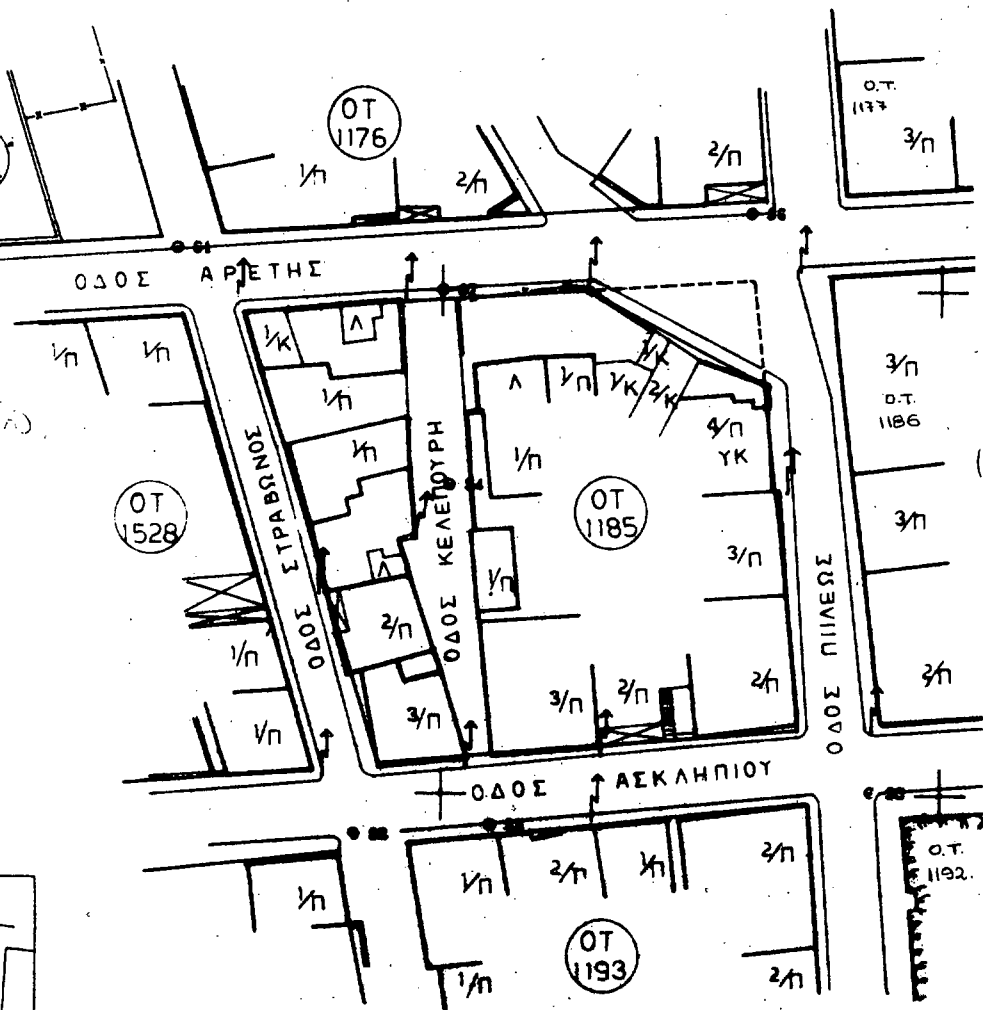 ΟΤ
1176
Ο.Τ.
1177
3/Π
1/Π
2/Π
2/Π
ΟΔΟΣ ΑΡΕΤΗΣ
1/Π
1/Π
1/Κ
Λ
1/Π
1/Π
Λ
1/Π
1/Κ
2/Κ
1/Κ
4/Π
ΥΚ
3/Π
Ο.Τ.
1186
3/Π
2/Π
ΟΤ
1528
ΟΔΟΣ ΣΤΡΑΒΩΝΟΣ
ΟΔΟΣ ΚΕΛΕΠΟΥΡΗ
1/Π
ΟΤ
1185
3/Π
Λ
1/Π
2/Π
1/Π
1/Π
3/Π
3/Π
2/Π
2/Π
ΟΔΟΣ ΠΙΛΕΩΣ
ΟΔΟΣ ΑΣΚΛΗΠΙΟΥ
1/Π
1/Π
2/Π
1/Π
2/Π
Ο.Τ.
1192.
ΟΤ
1193
1/Π
2/Π